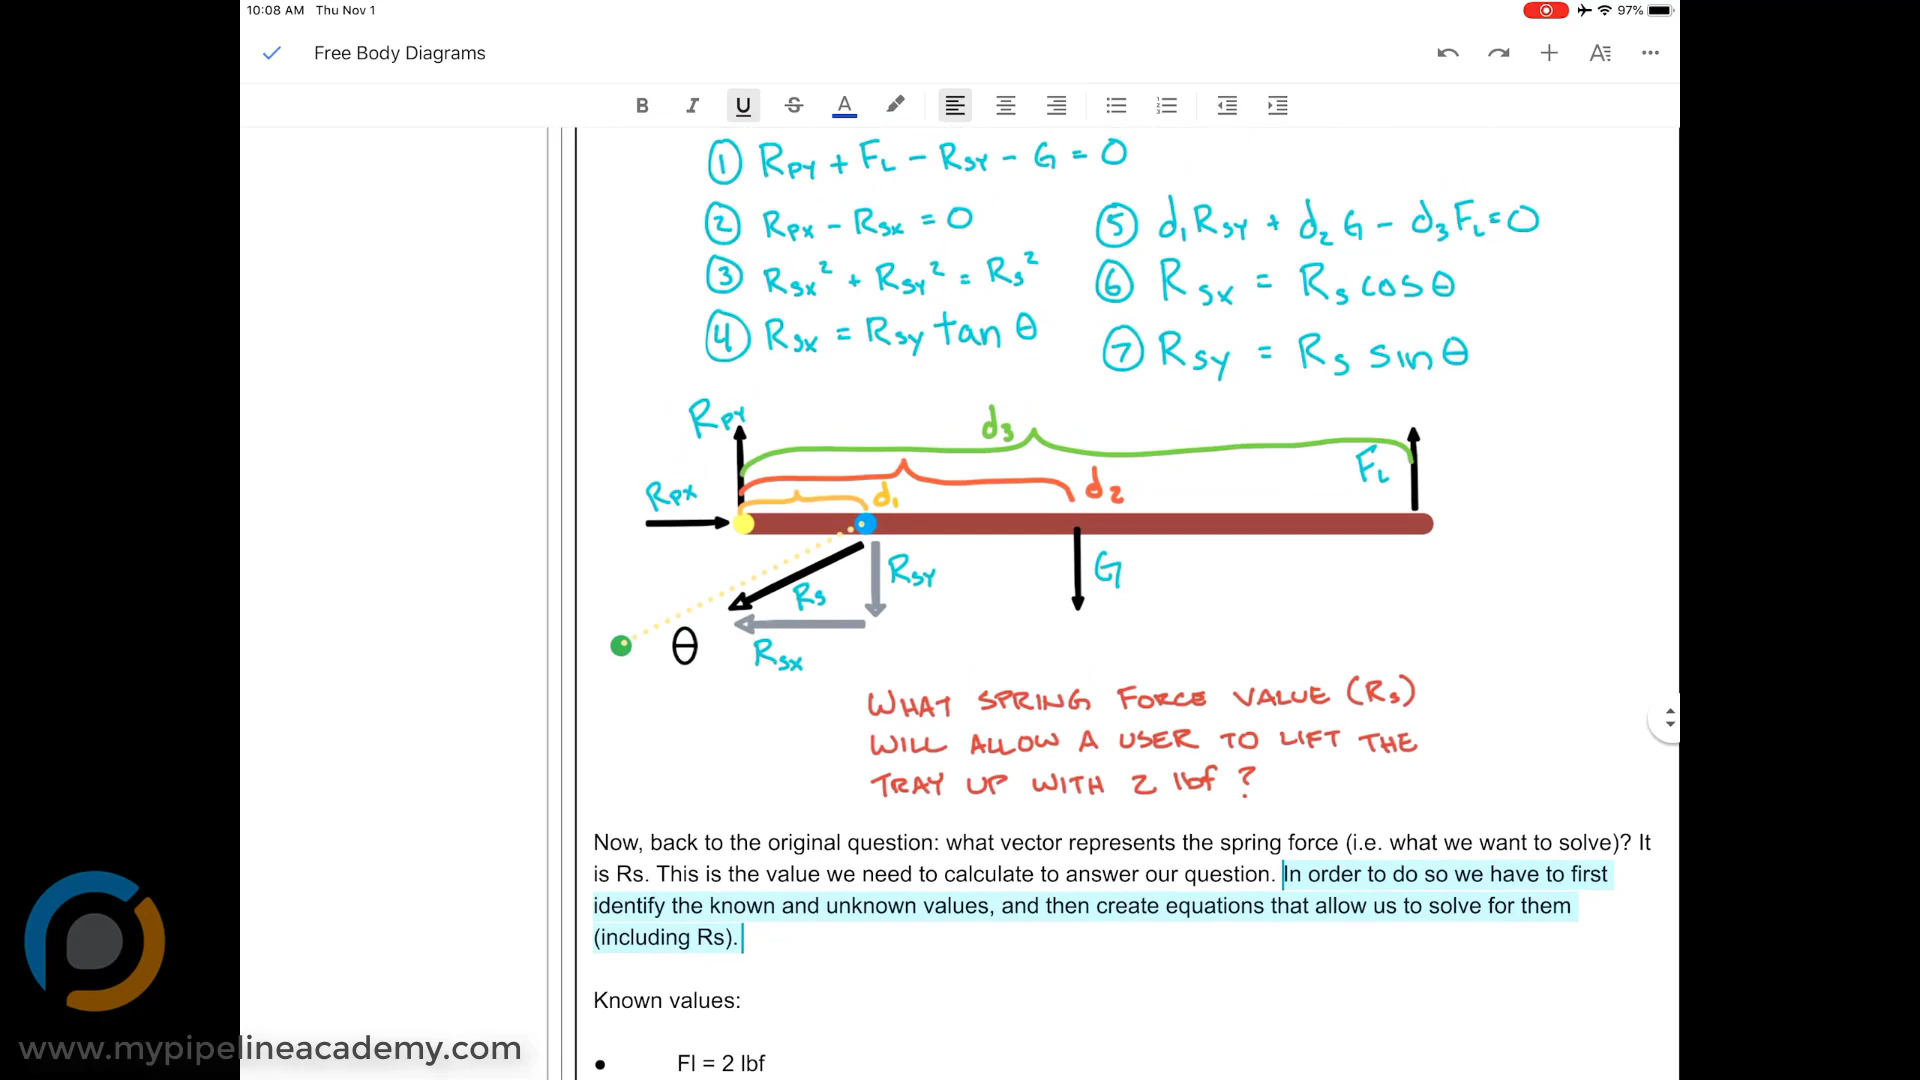 10:08 AM Thu Nov 1
97%
Free Body Diagrams
B I U S A
① RPY + FL - RSY - G = 0
② RPX - RSX = 0
⑤ d1RSY + d2G - d3FL = 0
③ RSX² + RSY² = RS²
⑥ RSX = RS cosθ
④ RSX = RSY tan θ
⑦ RSY = RS sinθ
RPY
d3
FL
RPX
d1
d2
RSY
G
RS
θ
RSX
WHAT SPRING FORCE VALUE (RS)
WILL ALLOW A USER TO LIFT THE
TRAY UP WITH 2 lbf ?
Now, back to the original question: what vector represents the spring force (i.e. what we want to solve)? It
is Rs. This is the value we need to calculate to answer our question. In order to do so we have to first
identify the known and unknown values, and then create equations that allow us to solve for them
(including Rs).
Known values:
● Fl = 2 lbf
www.mypipelineacademy.com